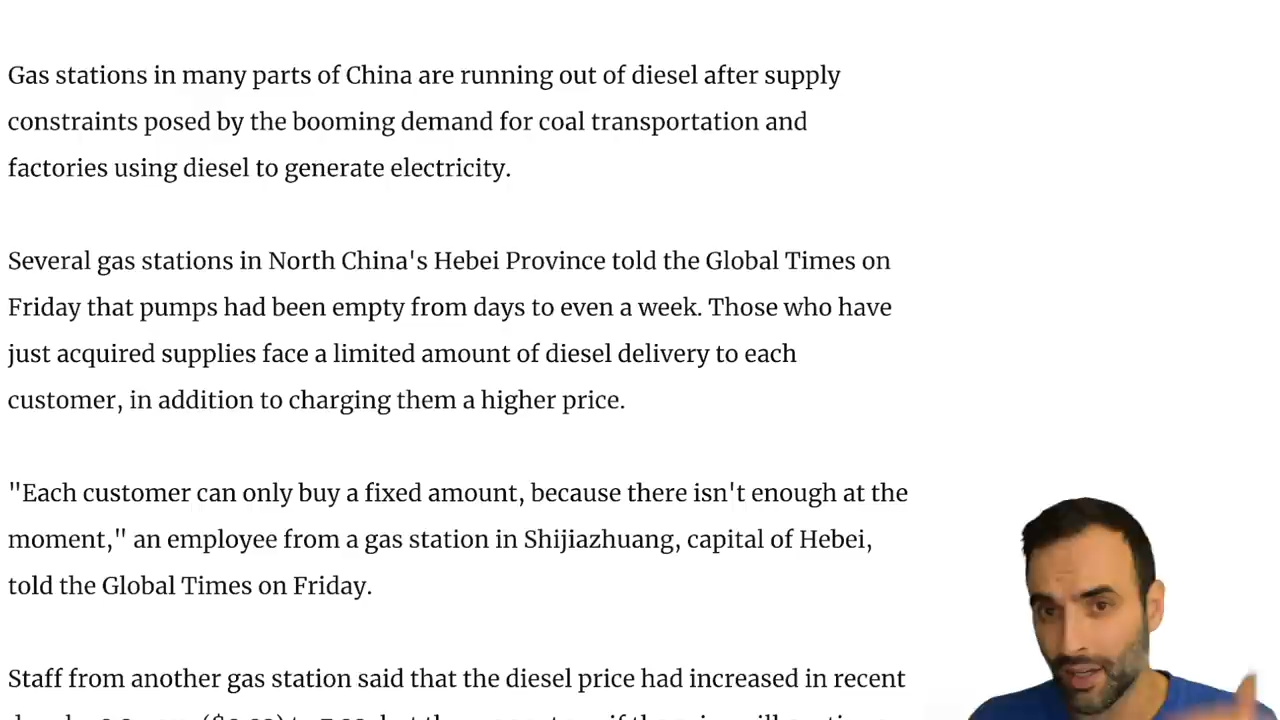 Gas stations in many parts of China are running out of diesel after supply
constraints posed by the booming demand for coal transportation and
factories using diesel to generate electricity.
Several gas stations in North China's Hebei Province told the Global Times on
Friday that pumps had been empty from days to even a week. Those who have
just acquired supplies face a limited amount of diesel delivery to each
customer, in addition to charging them a higher price.
"Each customer can only buy a fixed amount, because there isn't enough at the
moment," an employee from a gas station in Shijiazhuang, capital of Hebei,
told the Global Times on Friday.
Staff from another gas station said that the diesel price had increased in recent